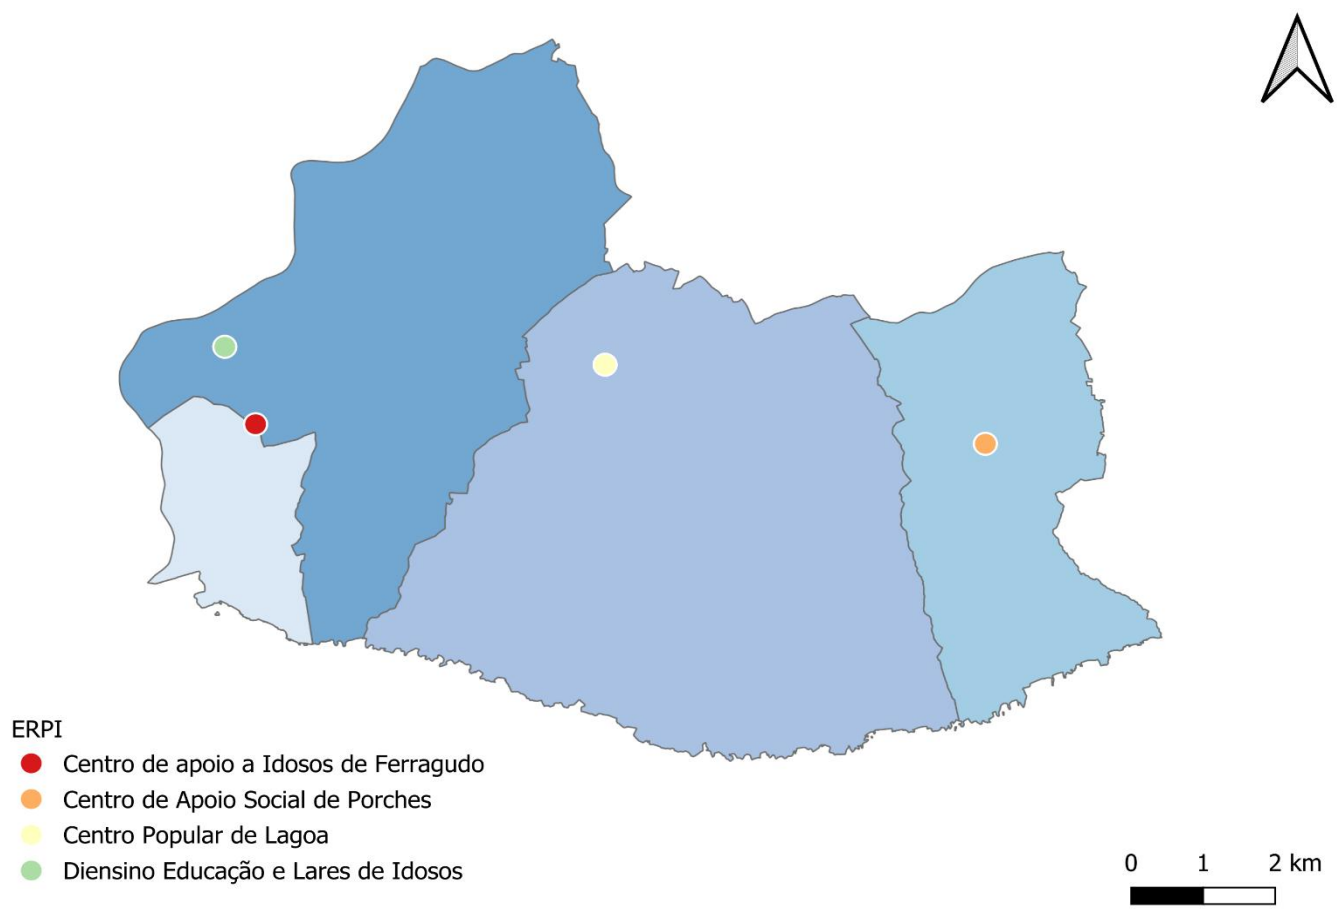 ERPI
Centro de apoio a Idosos de Ferragudo
Centro de Apoio Social de Porches
Centro Popular de Lagoa
Diensino Educação e Lares de Idosos
0 1 2 km